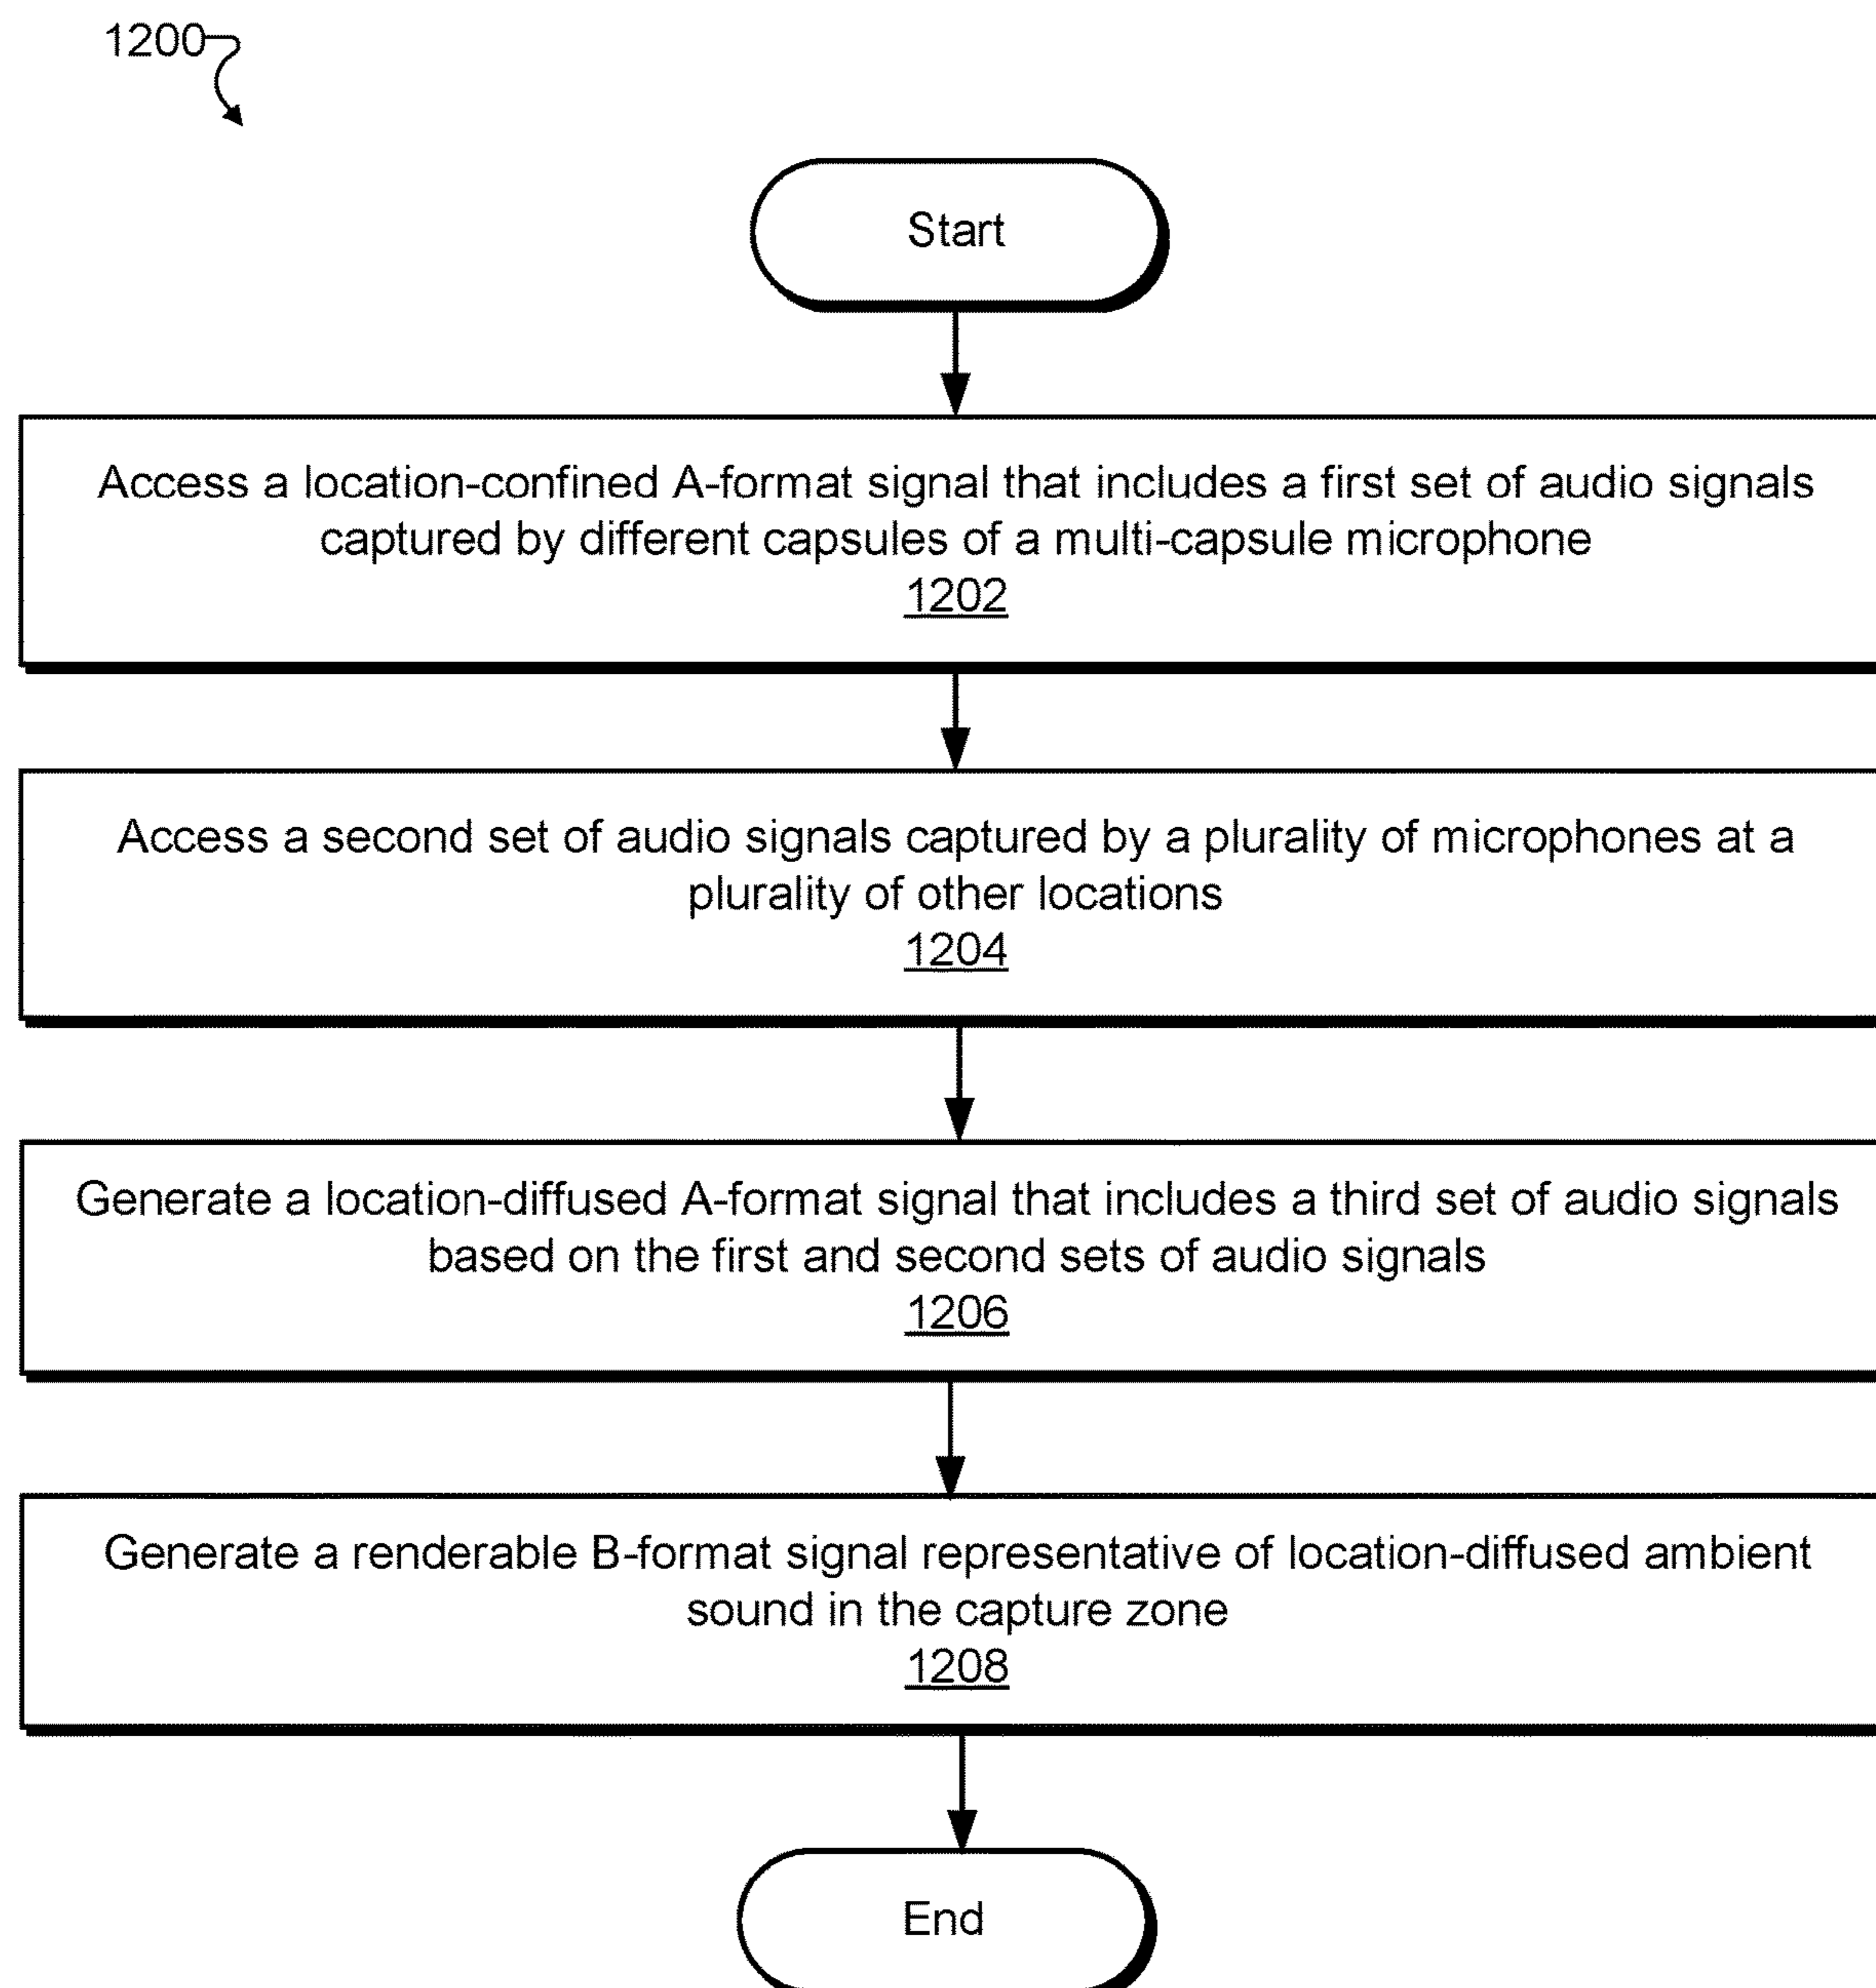 1200
Start
Access a location-confined A-format signal that includes a first set of audio signals
captured by different capsules of a multi-capsule microphone
1202
Access a second set of audio signals captured by a plurality of microphones at a
plurality of other locations
1204
Generate a location-diffused A-format signal that includes a third set of audio signals
based on the first and second sets of audio signals
1206
Generate a renderable B-format signal representative of location-diffused ambient
sound in the capture zone
1208
End